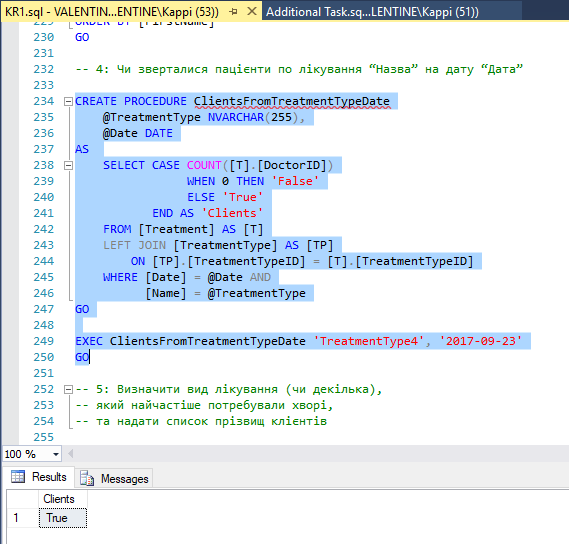 KR1.sql - VALENTIN...ENTINE\Kappi (53))
Additional Task.sq...LENTINE\Kappi (51))
229 ORDER BY [FirstName]
230 GO
231
232 -- 4: Чи зверталися пацієнти по лікування “Назва” на дату “Дата”
233
234 CREATE PROCEDURE ClientsFromTreatmentTypeDate
235 @TreatmentType NVARCHAR(255),
236 @Date DATE
237 AS
238 SELECT CASE COUNT([T].[DoctorID])
239 WHEN 0 THEN 'False'
240 ELSE 'True'
241 END AS 'Clients'
242 FROM [Treatment] AS [T]
243 LEFT JOIN [TreatmentType] AS [TP]
244 ON [TP].[TreatmentTypeID] = [T].[TreatmentTypeID]
245 WHERE [Date] = @Date AND
246 [Name] = @TreatmentType
247 GO
248
249 EXEC ClientsFromTreatmentTypeDate 'TreatmentType4', '2017-09-23'
250 GO
251
252 -- 5: Визначити вид лікування (чи декілька),
253 -- який найчастіше потребували хворі,
254 -- та надати список прізвищ клієнтів
255
100 %
Results Messages
Clients
1 True